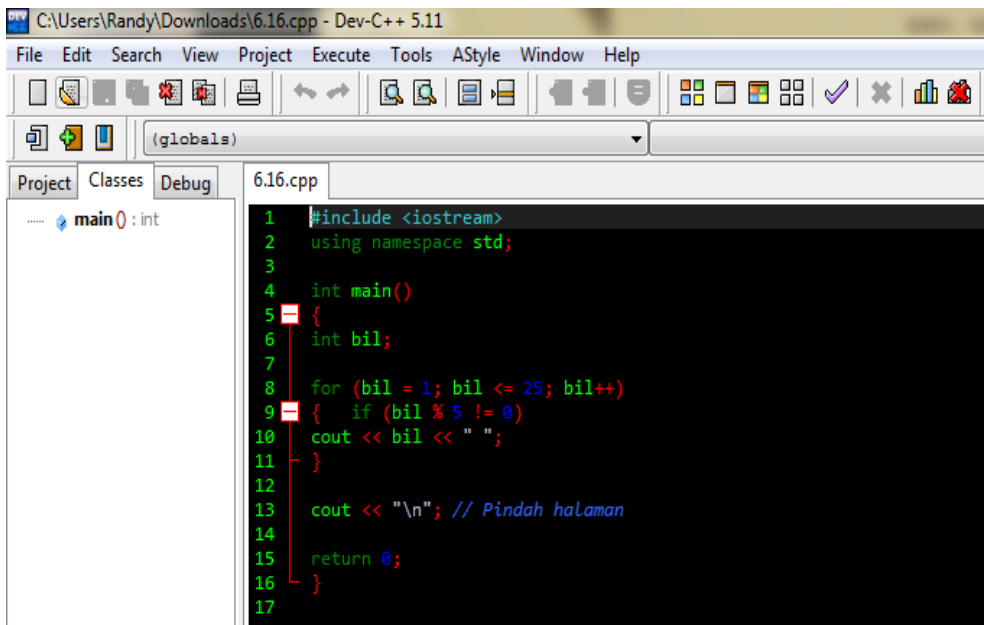 C:\Users\Randy\Downloads\6.16.cpp - Dev-C++ 5.11
File Edit Search View Project Execute Tools AStyle Window Help
(globals)
Project Classes Debug 6.16.cpp
main () : int
1 #include <iostream>
2 using namespace std;
3
4 int main()
5 {
6 int bil;
7
8 for (bil = 1; bil <= 25; bil++)
9 { if (bil % 5 != 0)
10 cout << bil << " ";
11 }
12
13 cout << "\n"; // Pindah halaman
14
15 return 0;
16 }
17